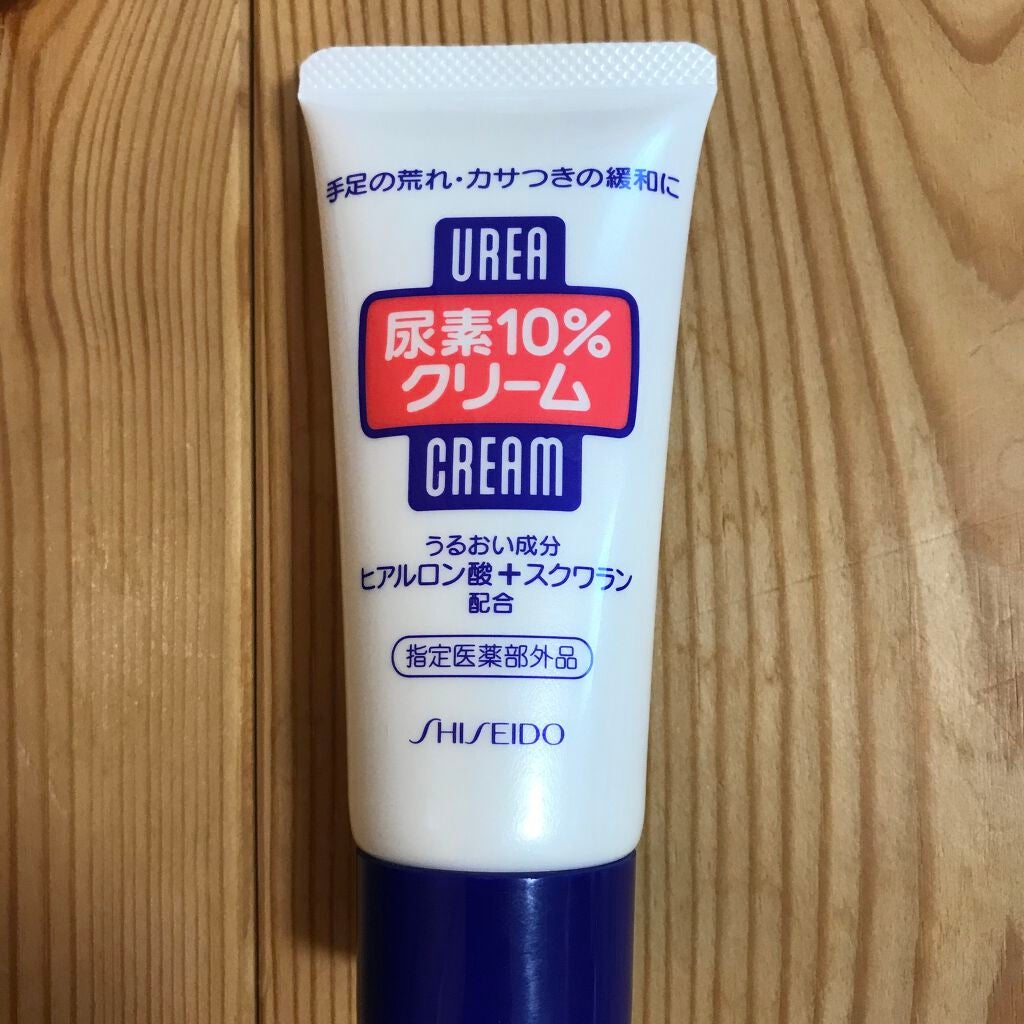 手足の荒れ・カサつきの緩和に
UREA
尿素10%
クリーム
CREAM
うるおい成分
ヒアルロン酸+スクワラン
配合
指定医薬部外品
SHISEIDO